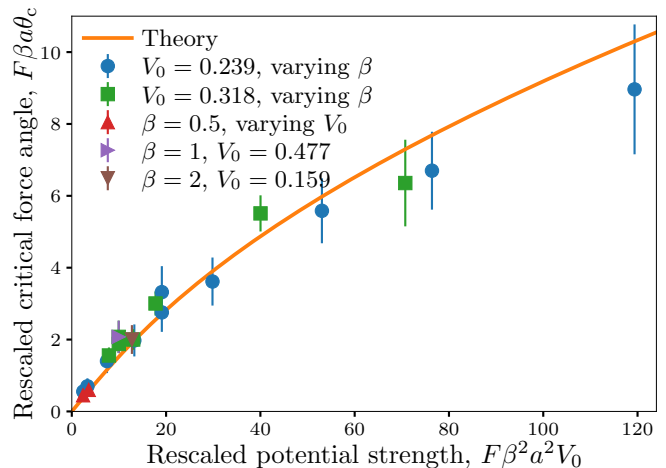 Theory
V₀ = 0.239, varying β
V₀ = 0.318, varying β
β = 0.5, varying V₀
β = 1, V₀ = 0.477
β = 2, V₀ = 0.159
Rescaled critical force angle, Fβaθ_c
10
8
6
4
2
0
0 20 40 60 80 100 120
Rescaled potential strength, Fβ²a²V₀